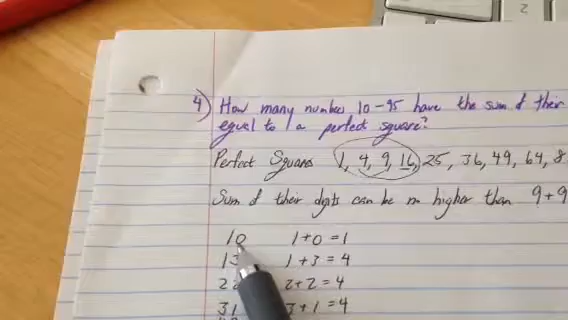 4) How many numbers 10-95 have the sum of their
equal to a perfect square?
Perfect Squares 1, 4, 9, 16, 25, 36, 49, 64, 8
Sum of their digits can be no higher than 9+9
10 1+0=1
13 1+3=4
22 2+2=4
31 3+1=4